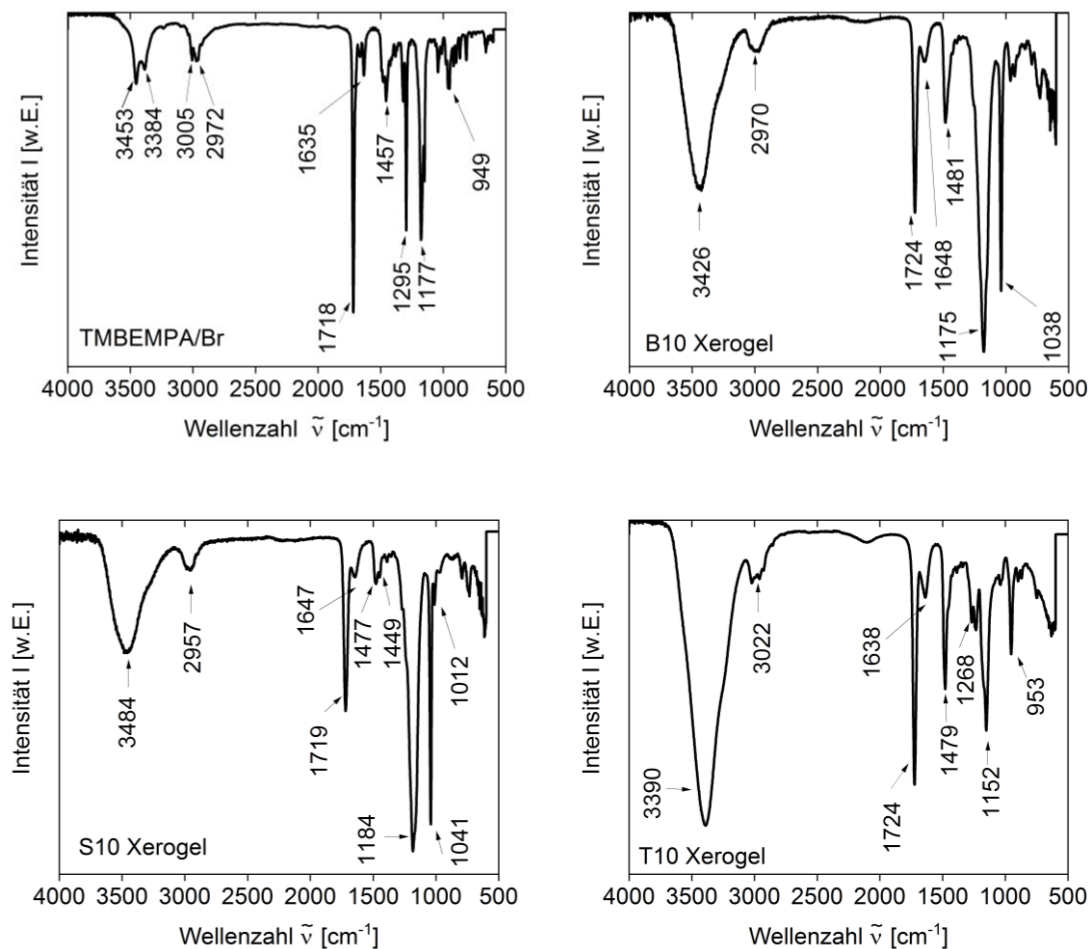 Intensität I [w.E.]
3453
3384
3005
2972
1635
1457
949
1718
1295
1177
TMBEMPA/Br
4000 3500 3000 2500 2000 1500 1000 500
Wellenzahl ν̃ [cm⁻¹]
Intensität I [w.E.]
3426
2970
1724
1648
1481
1175
1038
B10 Xerogel
4000 3500 3000 2500 2000 1500 1000 500
Wellenzahl ν̃ [cm⁻¹]
Intensität I [w.E.]
3484
2957
1647
1477
1449
1012
1719
1184
1041
S10 Xerogel
4000 3500 3000 2500 2000 1500 1000 500
Wellenzahl ν̃ [cm⁻¹]
Intensität I [w.E.]
3390
3022
1638
1268
953
1724
1479
1152
T10 Xerogel
4000 3500 3000 2500 2000 1500 1000 500
Wellenzahl ν̃ [cm⁻¹]